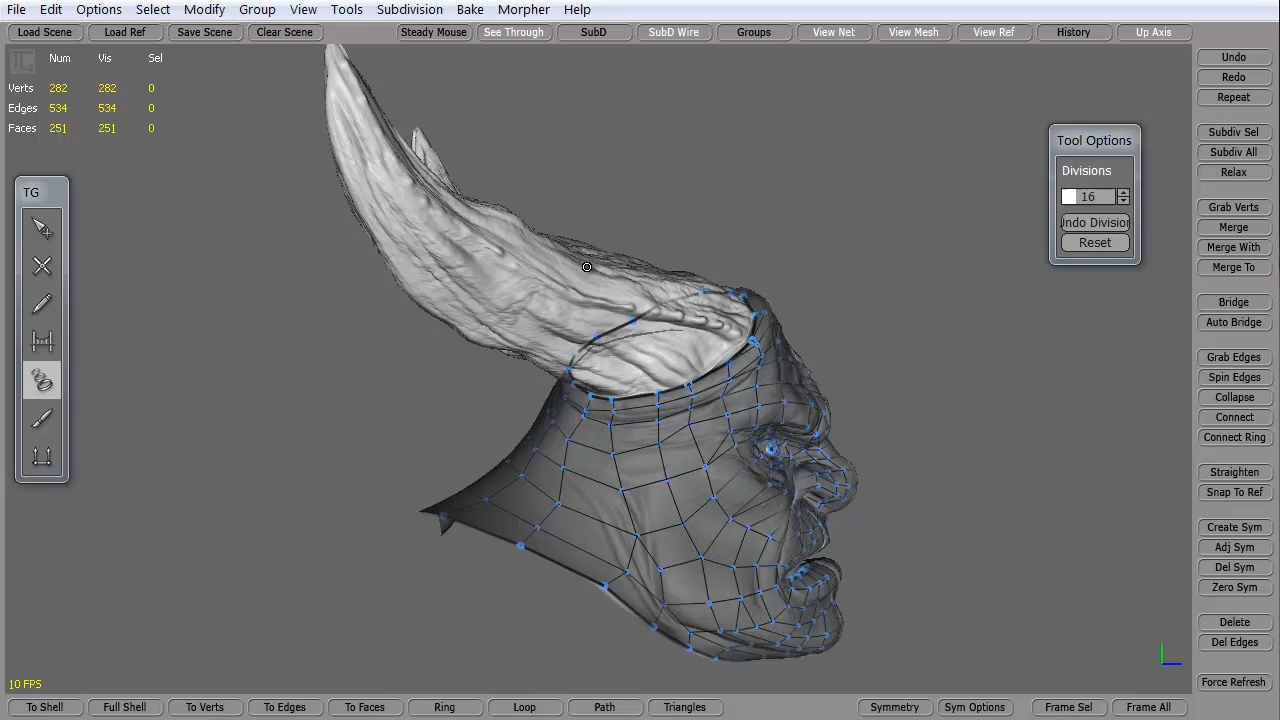 File Edit Options Select Modify Group View Tools Subdivision Bake Morpher Help
Load Scene Load Ref Save Scene Clear Scene Steady Mouse See Through SubD SubD Wire Groups View Net View Mesh View Ref History Up Axis
Num Vis Sel
Verts 282 282 0
Edges 534 534 0
Faces 251 251 0
TG
Tool Options
Divisions
16
Undo Division
Reset
Undo
Redo
Repeat
Subdiv Sel
Subdiv All
Relax
Grab Verts
Merge
Merge With
Merge To
Bridge
Auto Bridge
Grab Edges
Spin Edges
Collapse
Connect
Connect Ring
Straighten
Snap To Ref
Create Sym
Adj Sym
Del Sym
Zero Sym
Delete
Del Edges
Force Refresh
10 FPS
To Shell Full Shell To Verts To Edges To Faces Ring Loop Path Triangles Symmetry Sym Options Frame Sel Frame All